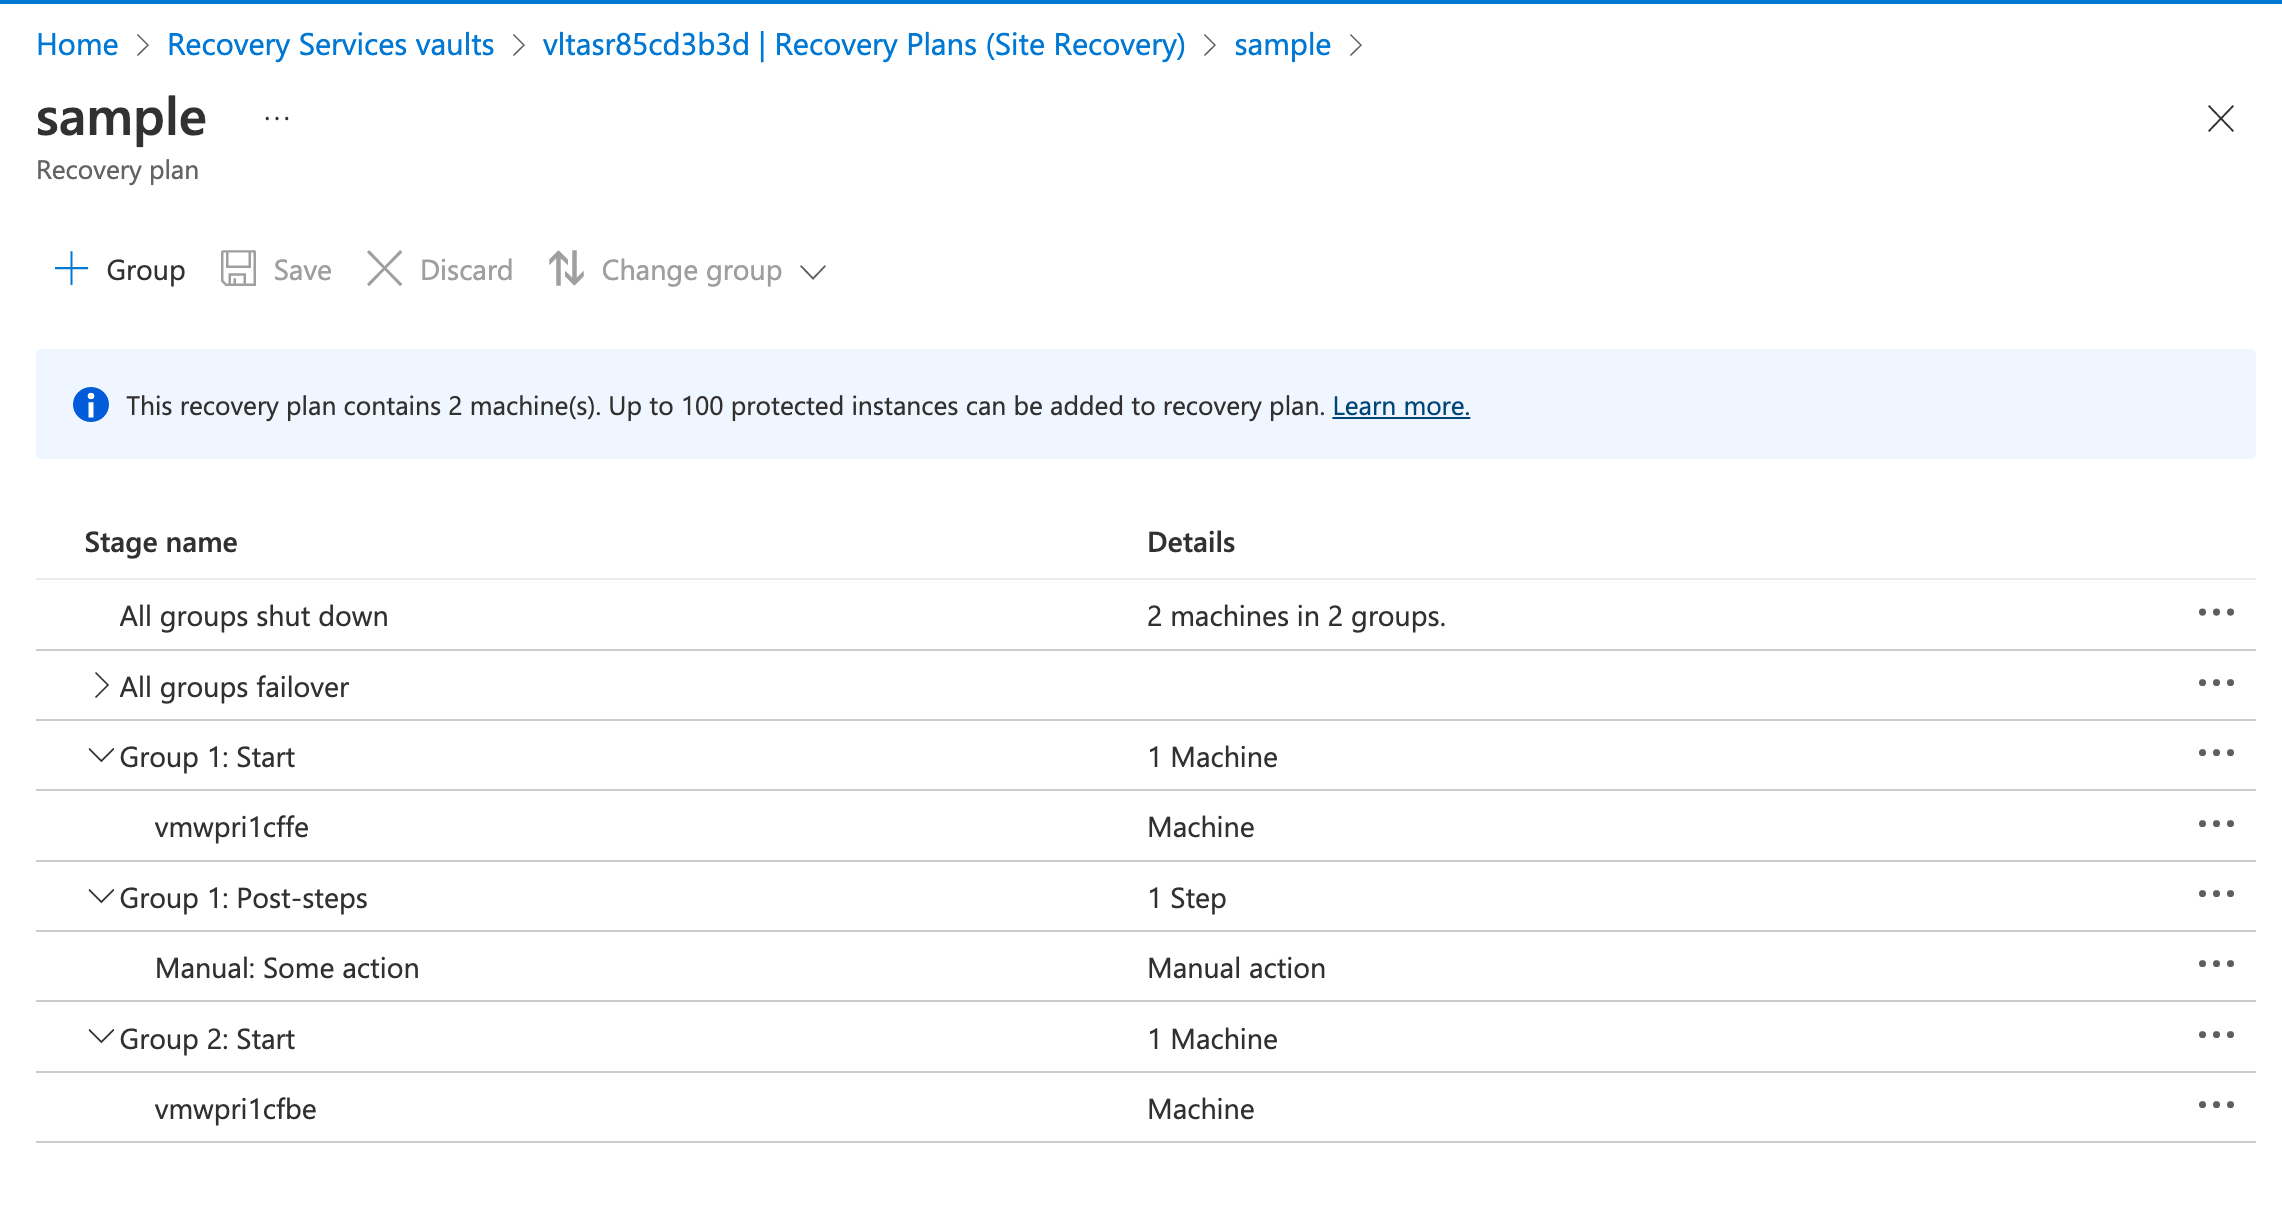 Home > Recovery Services vaults > vltasr85cd3b3d | Recovery Plans (Site Recovery) > sample >
sample ...
Recovery plan
Group Save Discard Change group
This recovery plan contains 2 machine(s). Up to 100 protected instances can be added to recovery plan. Learn more.
Stage name Details
All groups shut down 2 machines in 2 groups.
All groups failover
Group 1: Start 1 Machine
vmwpri1cffe Machine
Group 1: Post-steps 1 Step
Manual: Some action Manual action
Group 2: Start 1 Machine
vmwpri1cfbe Machine